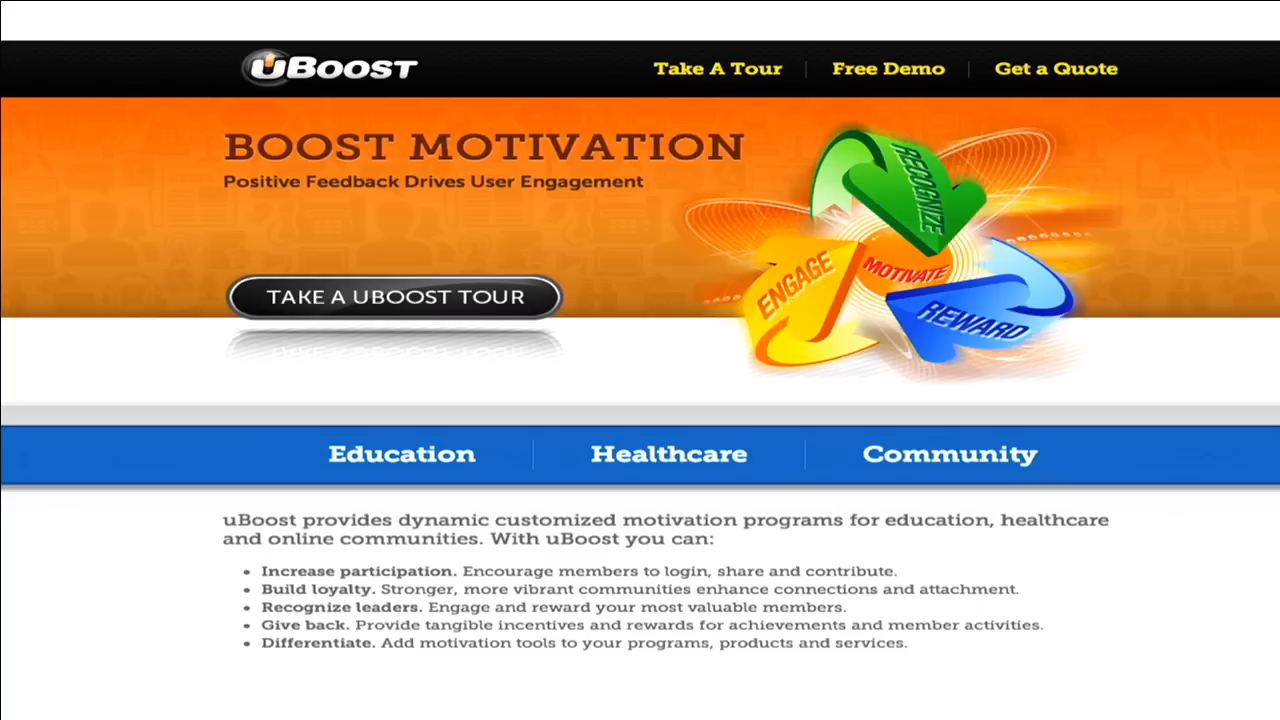 UBOOST
Take A Tour
Free Demo
Get a Quote
BOOST MOTIVATION
Positive Feedback Drives User Engagement
RECOGNIZE
ENGAGE
MOTIVATE
REWARD
TAKE A UBOOST TOUR
Education
Healthcare
Community
uBoost provides dynamic customized motivation programs for education, healthcare
and online communities. With uBoost you can:
• Increase participation. Encourage members to login, share and contribute.
• Build loyalty. Stronger, more vibrant communities enhance connections and attachment.
• Recognize leaders. Engage and reward your most valuable members.
• Give back. Provide tangible incentives and rewards for achievements and member activities.
• Differentiate. Add motivation tools to your programs, products and services.